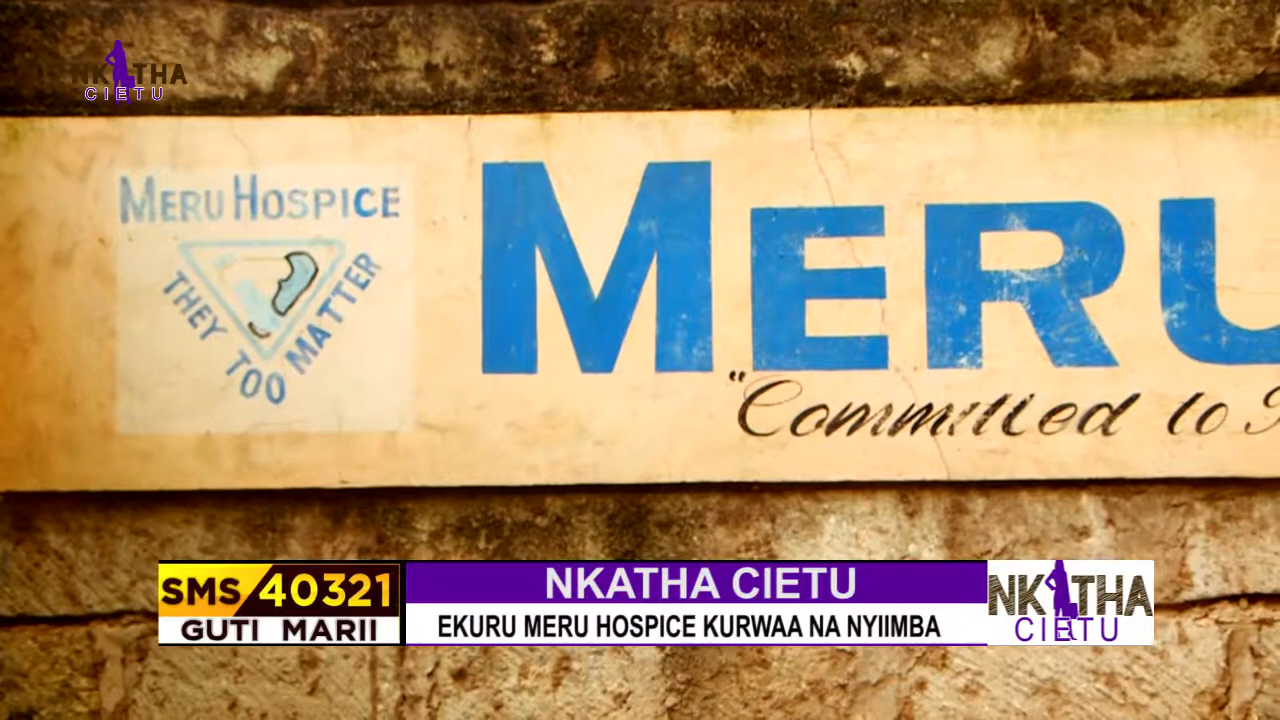 NKATHA
CIETU
MERU HOSPICE
THEY TOO MATTER
MERU
"Committed to
SMS 40321
GUTI MARII
NKATHA CIETU
EKURU MERU HOSPICE KURWAA NA NYIIMBA
NKATHA
CIETU